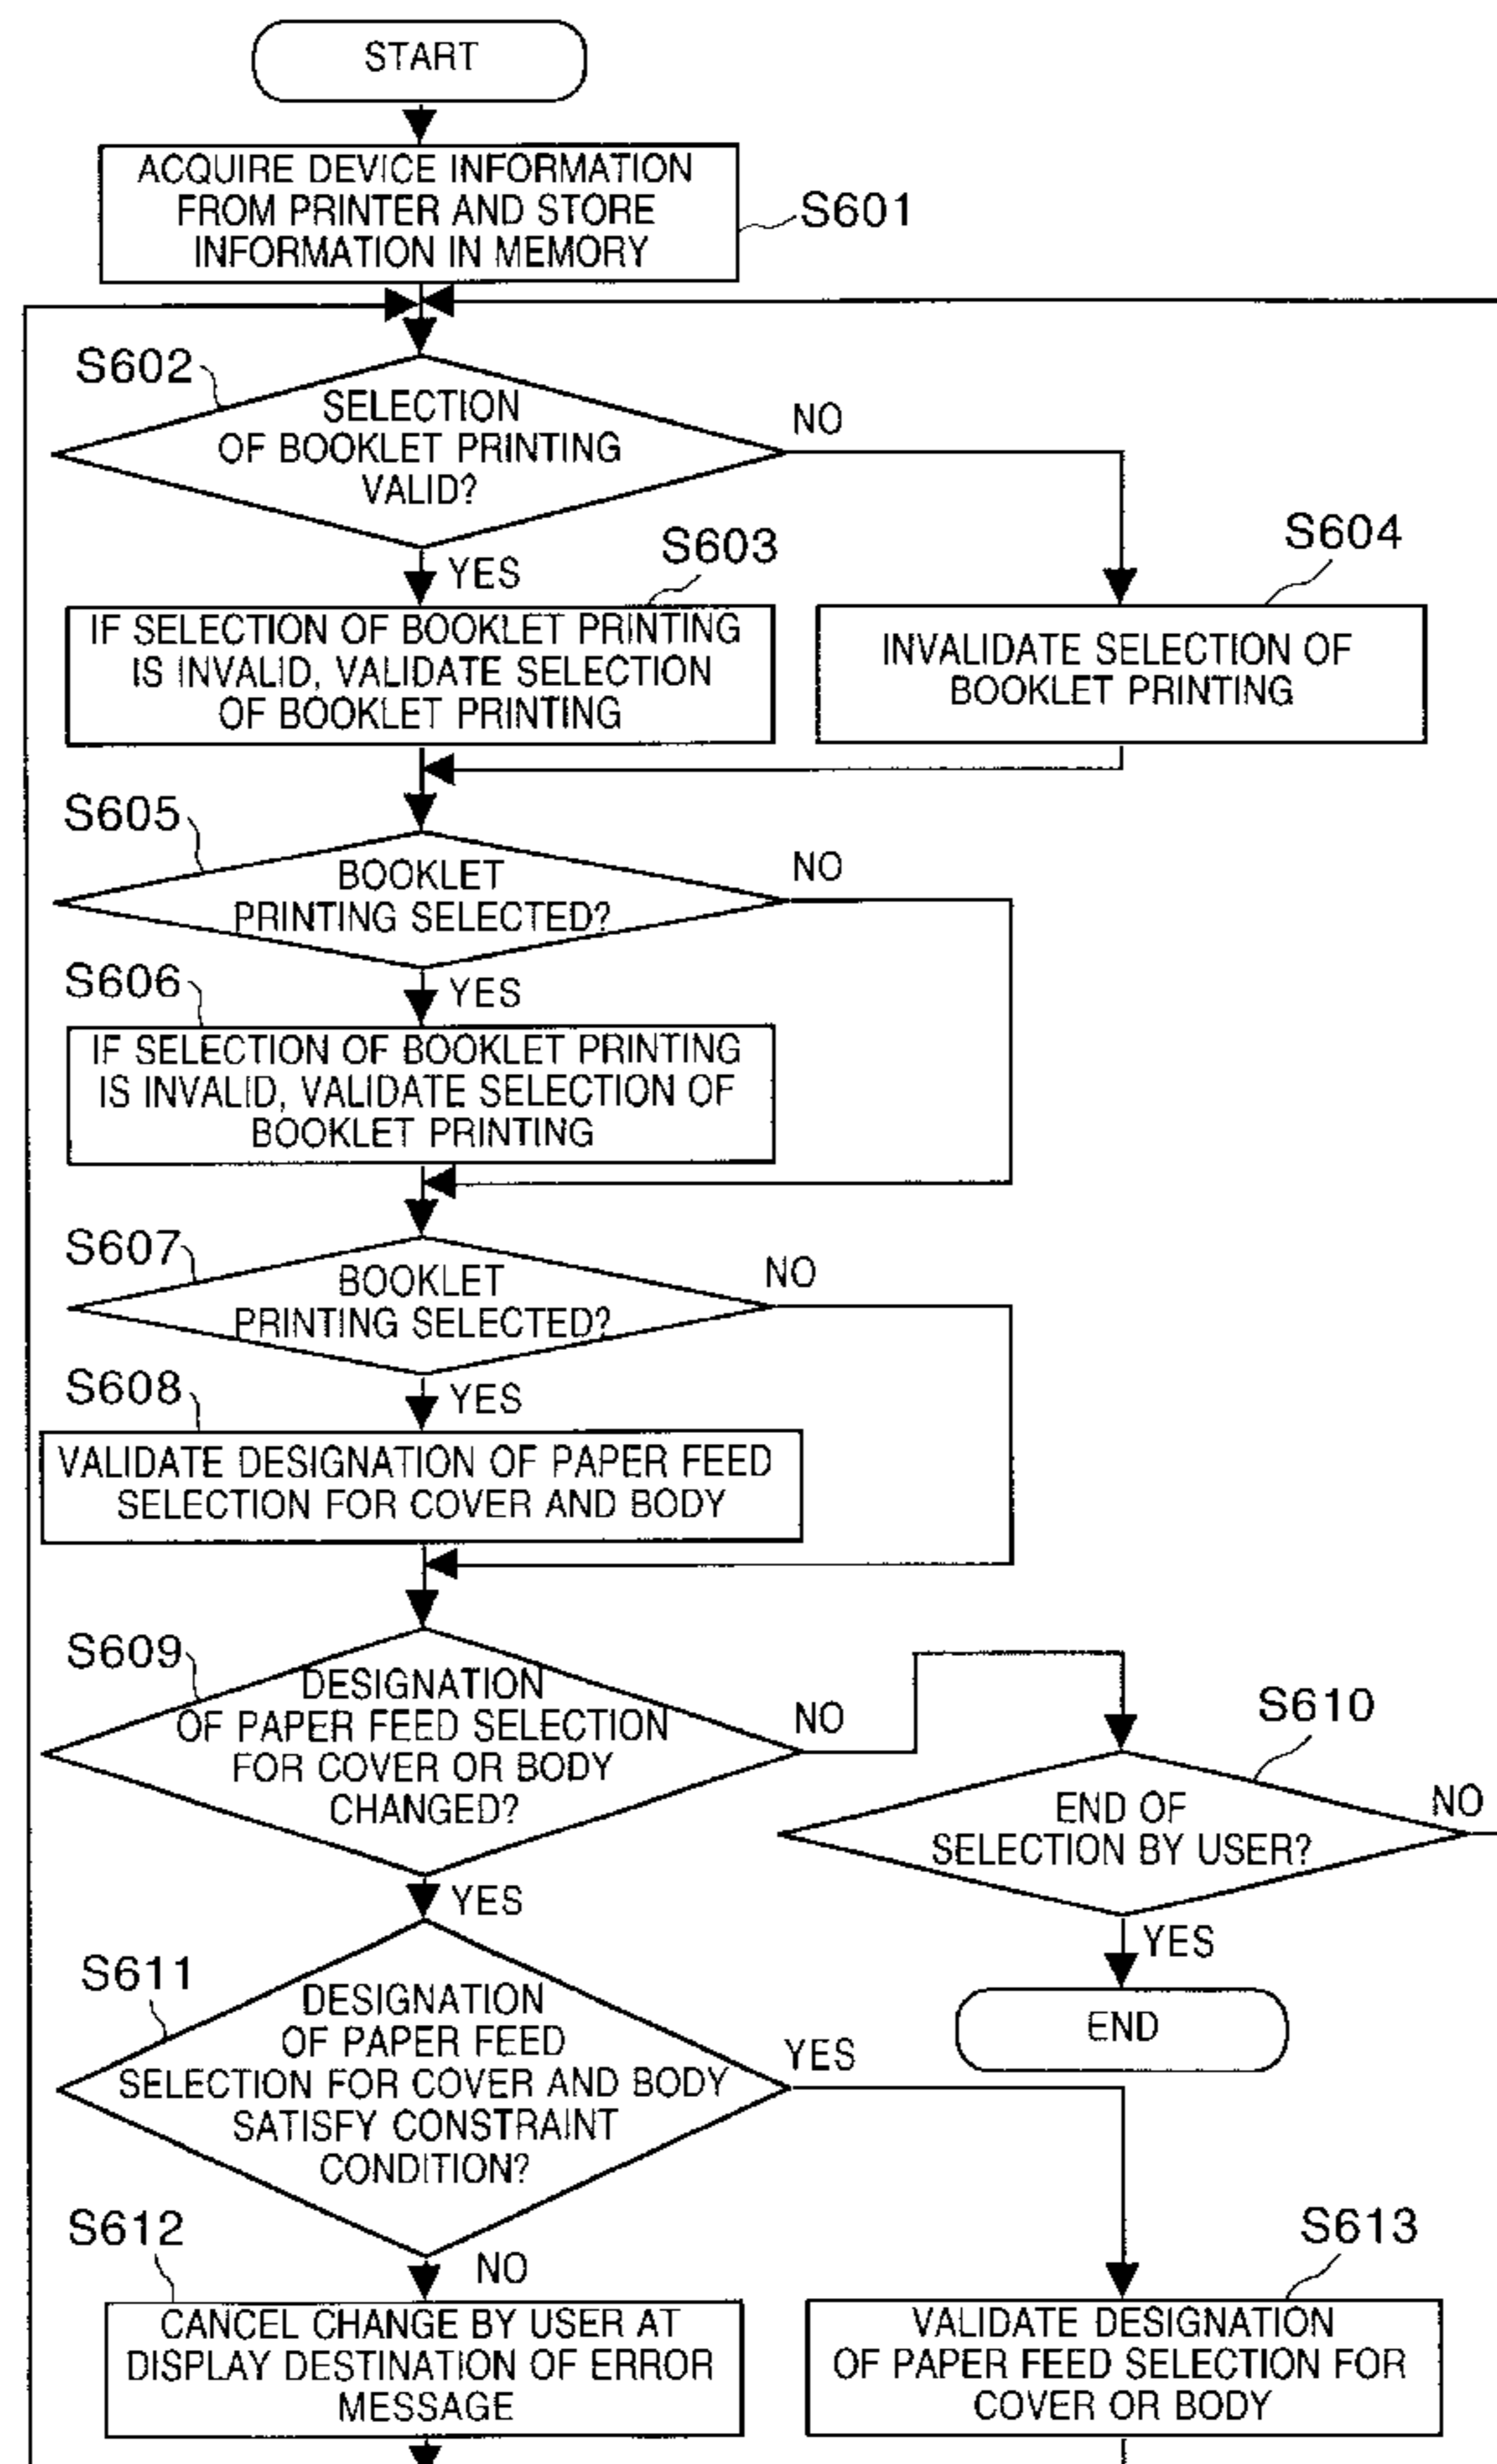 START
ACQUIRE DEVICE INFORMATION
FROM PRINTER AND STORE
INFORMATION IN MEMORY
S601
S602
SELECTION
OF BOOKLET PRINTING
VALID?
NO
YES
S603
IF SELECTION OF BOOKLET PRINTING
IS INVALID, VALIDATE SELECTION
OF BOOKLET PRINTING
S604
INVALIDATE SELECTION OF
BOOKLET PRINTING
S605
BOOKLET
PRINTING SELECTED?
NO
YES
S606
IF SELECTION OF BOOKLET PRINTING
IS INVALID, VALIDATE SELECTION OF
BOOKLET PRINTING
S607
BOOKLET
PRINTING SELECTED?
NO
YES
S608
VALIDATE DESIGNATION OF PAPER FEED
SELECTION FOR COVER AND BODY
S609
DESIGNATION
OF PAPER FEED SELECTION
FOR COVER OR BODY
CHANGED?
NO
YES
S610
END OF
SELECTION BY USER?
NO
YES
END
S611
DESIGNATION
OF PAPER FEED
SELECTION FOR COVER AND BODY
SATISFY CONSTRAINT
CONDITION?
YES
NO
S612
CANCEL CHANGE BY USER AT
DISPLAY DESTINATION OF ERROR
MESSAGE
S613
VALIDATE DESIGNATION
OF PAPER FEED SELECTION FOR
COVER OR BODY